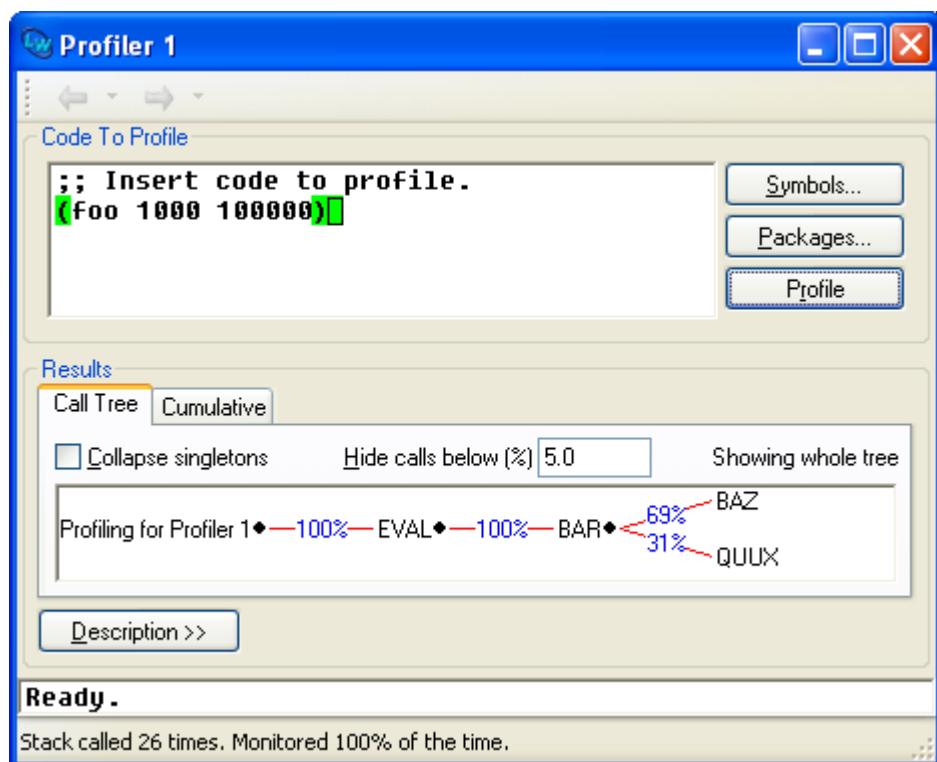 Profiler 1
Code To Profile
;; Insert code to profile.
(foo 1000 100000)
Symbols...
Packages...
Profile
Results
Call Tree Cumulative
Collapse singletons Hide calls below (%) 5.0 Showing whole tree
Profiling for Profiler 1 100% EVAL 100% BAR 69% BAZ
31% QUUX
Description >>
Ready.
Stack called 26 times. Monitored 100% of the time.